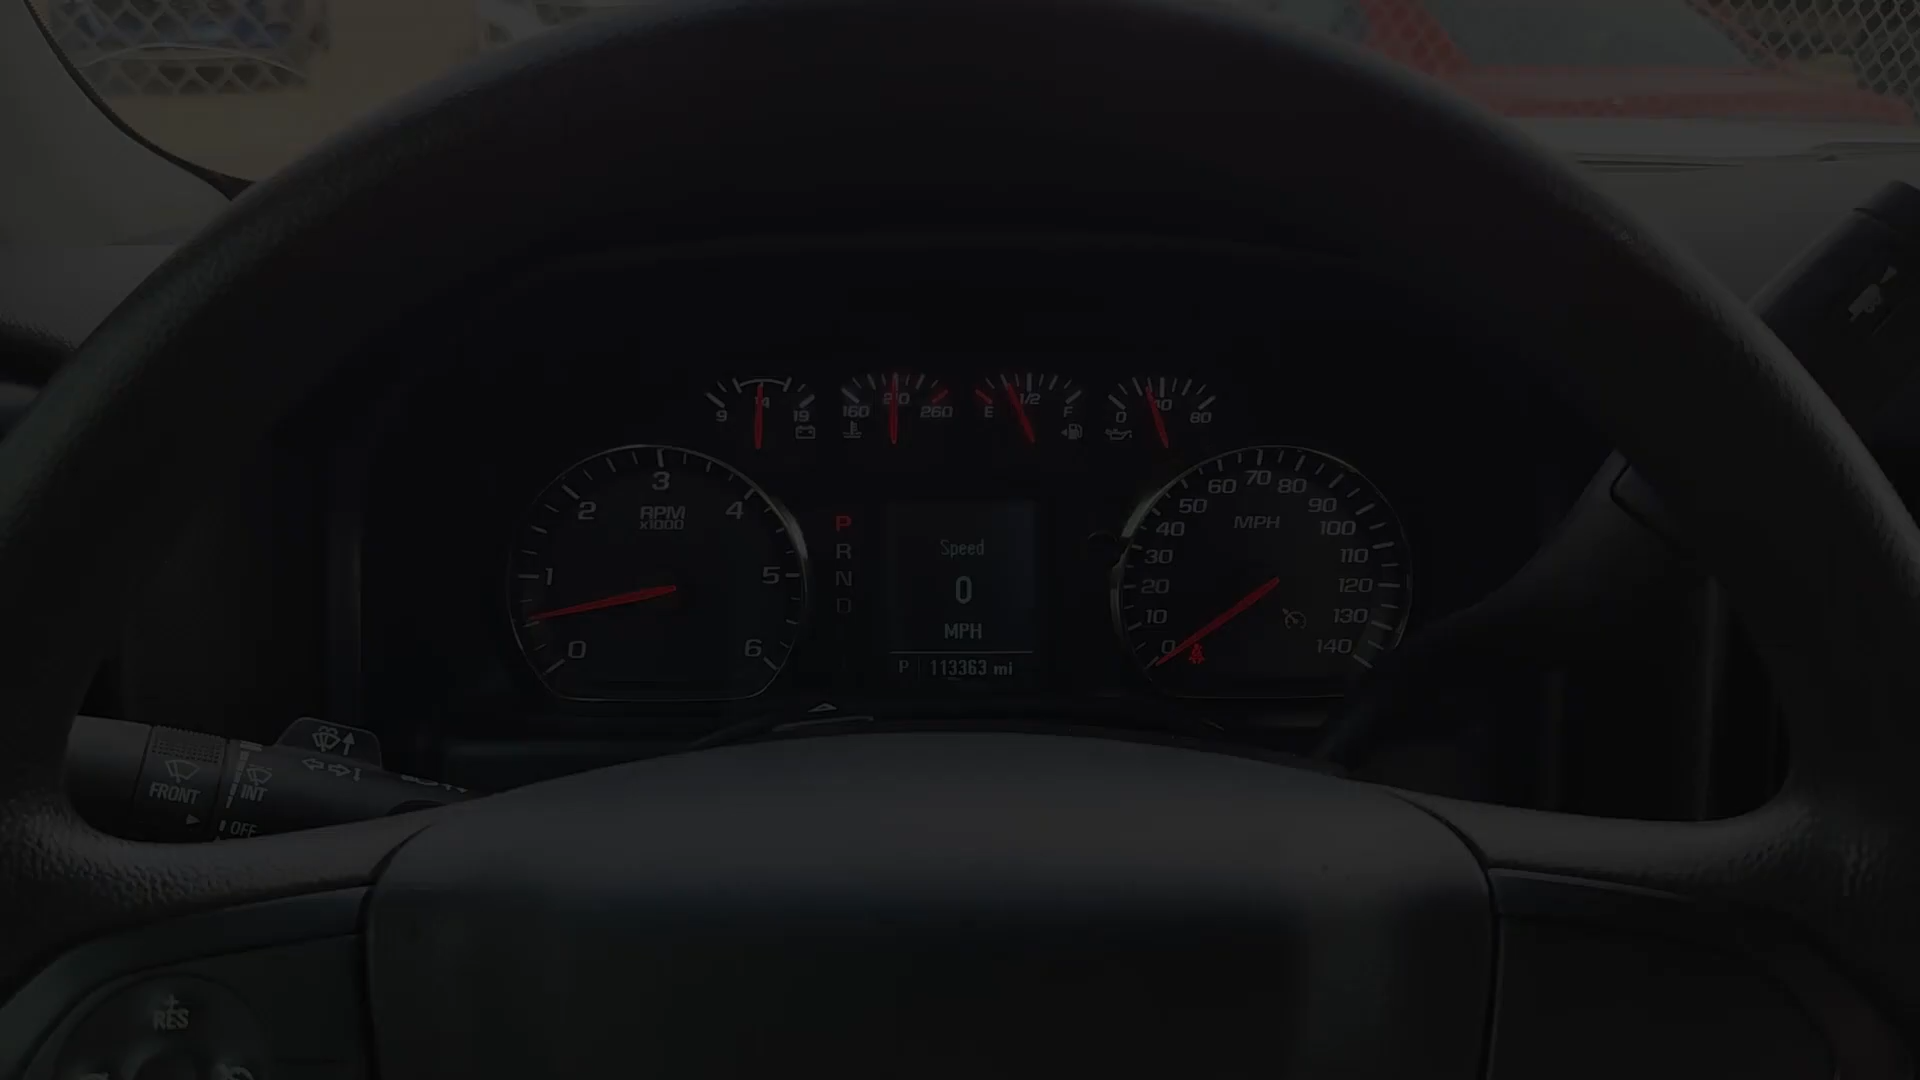 9 14 19
160 210 260
E 1/2 F
0 40 80
0 1 2 3 4 5 6
RPM
x1000
P
R
N
D
Speed
0
MPH
P 113363 mi
0 10 20 30 40 50 60 70 80 90 100 110 120 130 140
MPH
FRONT
INT
OFF
+
RES